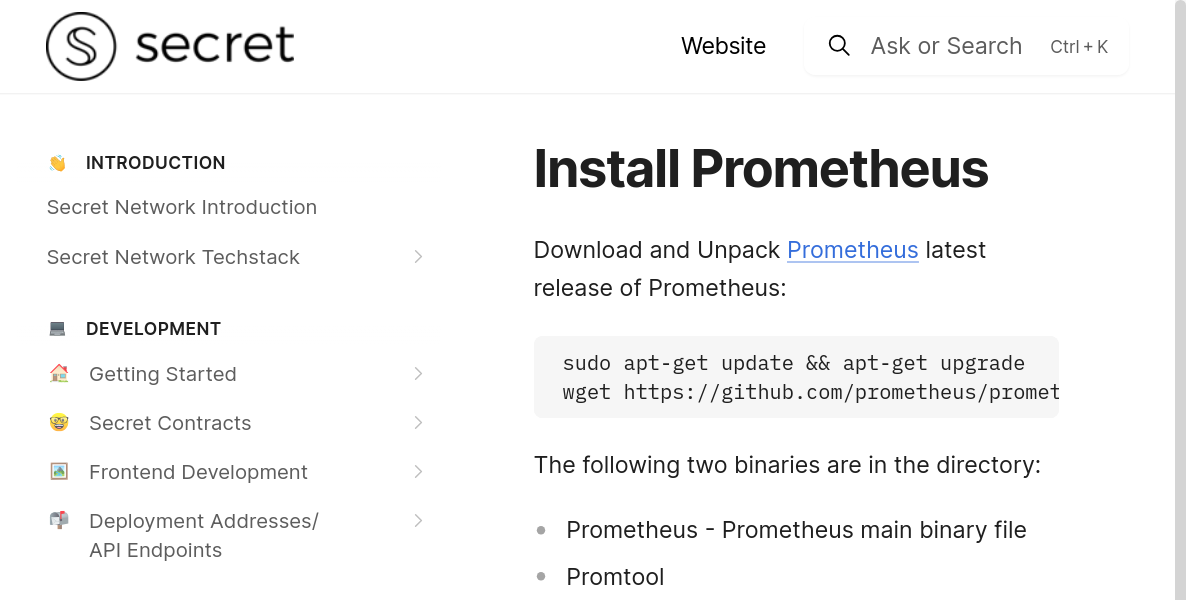 secret
Website
Ask or Search
Ctrl + K
INTRODUCTION
Secret Network Introduction
Secret Network Techstack
DEVELOPMENT
Getting Started
Secret Contracts
Frontend Development
Deployment Addresses/
API Endpoints
Install Prometheus
Download and Unpack Prometheus latest
release of Prometheus:
sudo apt-get update && apt-get upgrade
wget https://github.com/prometheus/promet
The following two binaries are in the directory:
Prometheus - Prometheus main binary file
Promtool